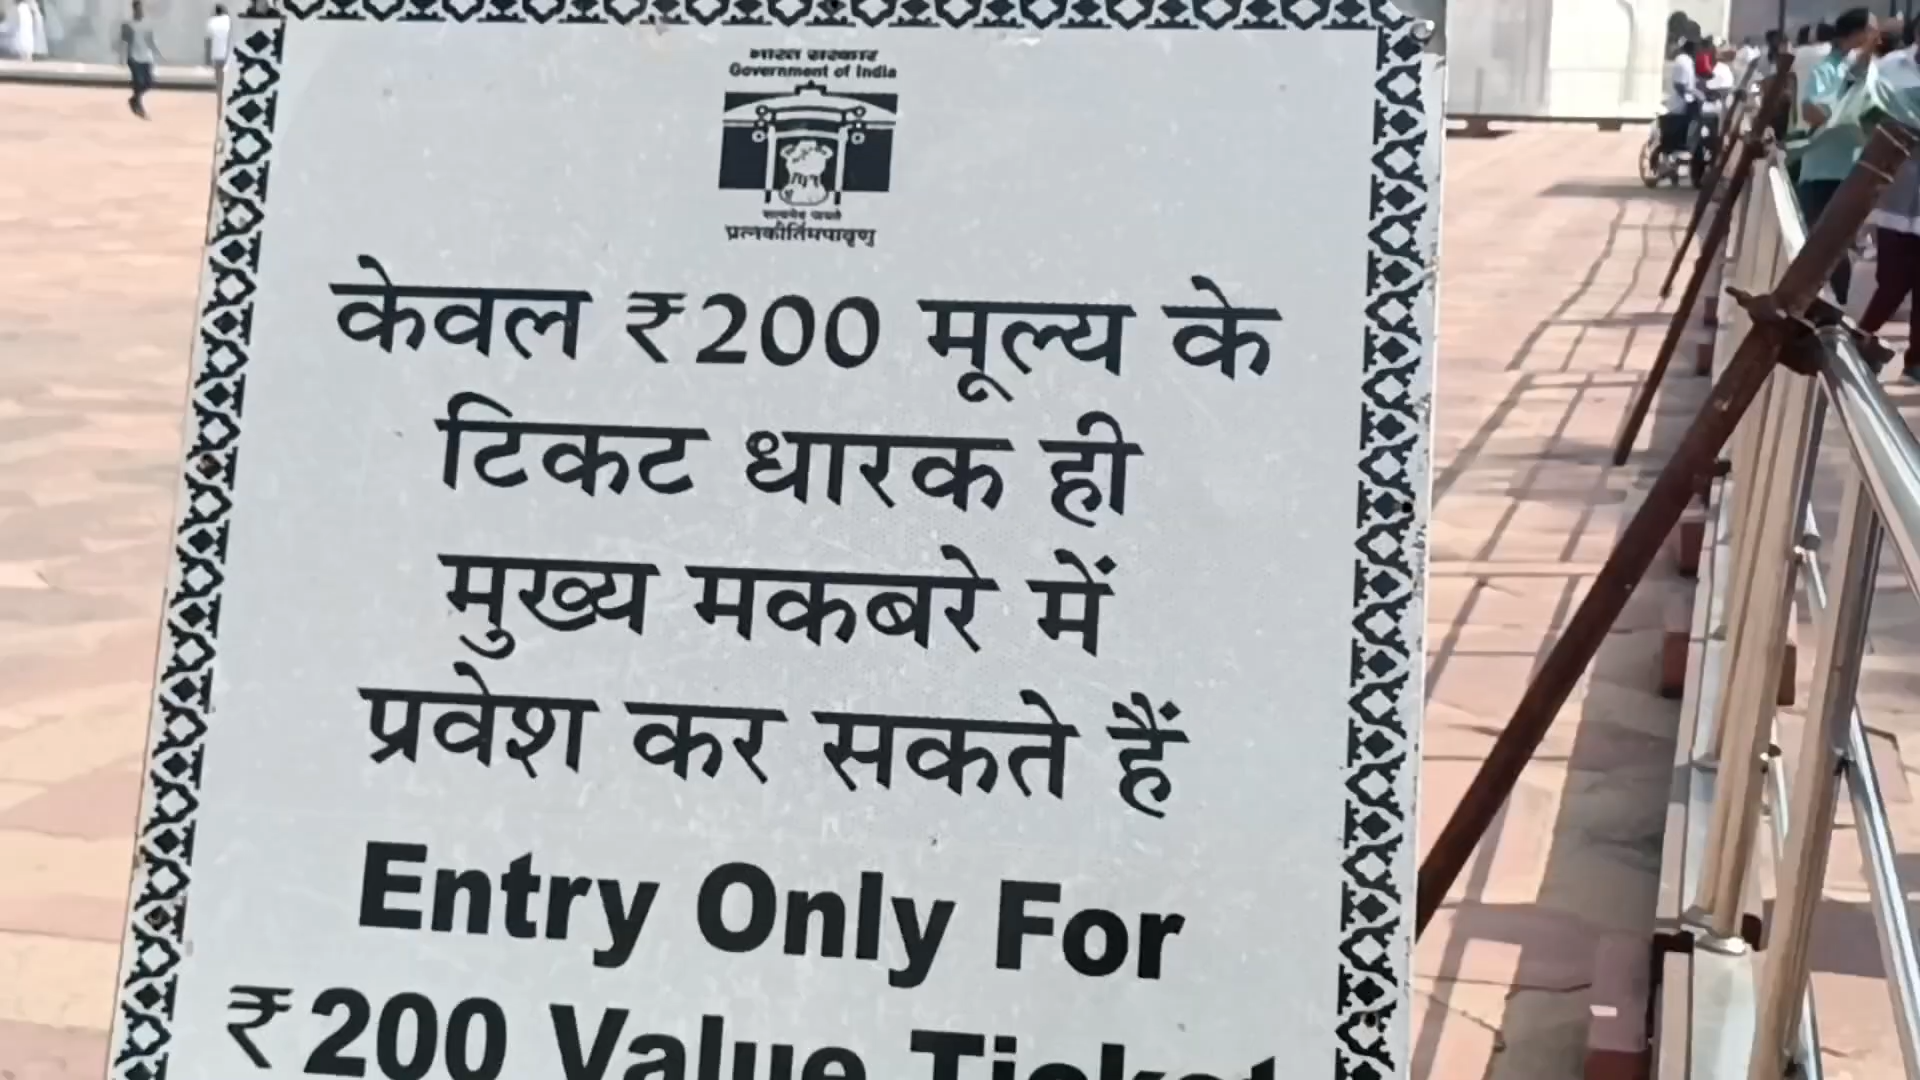 भारत सरकार
Government of India
सत्यमेव जयते
प्रत्नकीर्तिमपावृणु
केवल ₹200 मूल्य के
टिकट धारक ही
मुख्य मकबरे में
प्रवेश कर सकते हैं
Entry Only For
₹200 Value Ticket